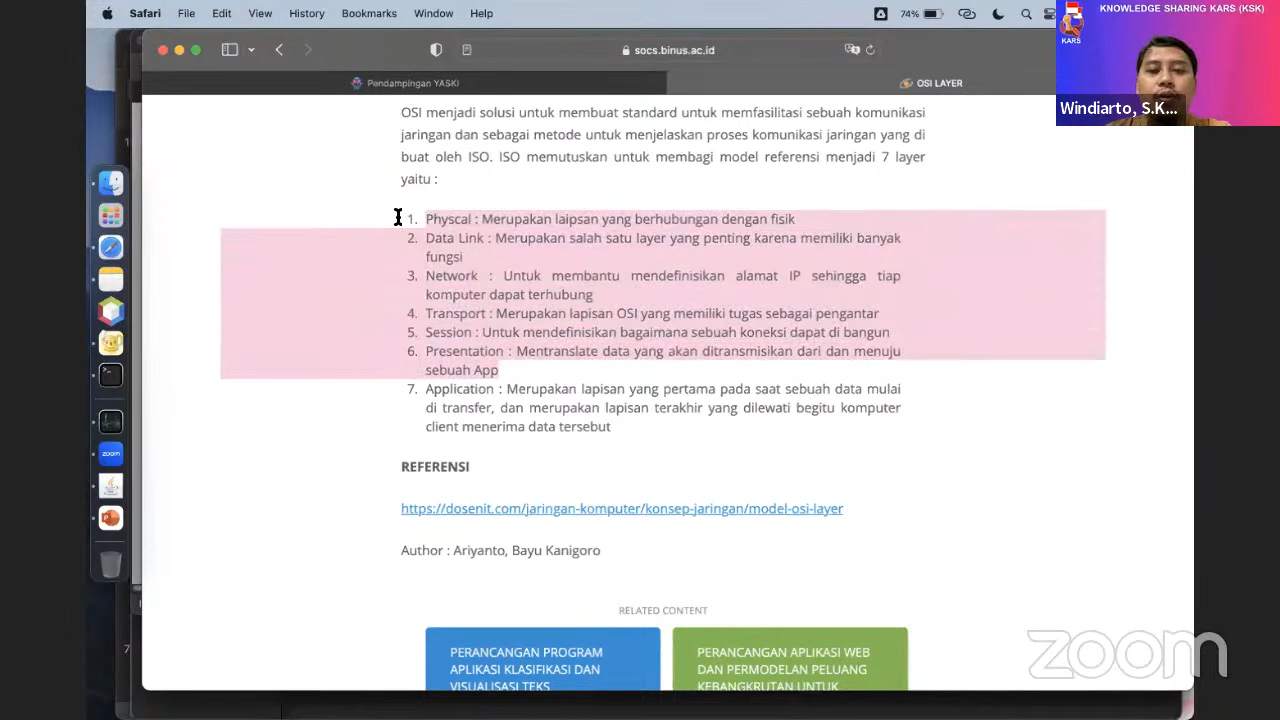 Safari File Edit View History Bookmarks Window Help 74%
KNOWLEDGE SHARING KARS (KSK)
KARS
Windiarto, S.K...
socs.binus.ac.id
Pendampingan YASKI
OSI LAYER
OSI menjadi solusi untuk membuat standard untuk memfasilitasi sebuah komunikasi
jaringan dan sebagai metode untuk menjelaskan proses komunikasi jaringan yang di
buat oleh ISO. ISO memutuskan untuk membagi model referensi menjadi 7 layer
yaitu :
1. Physcal : Merupakan laipsan yang berhubungan dengan fisik
2. Data Link : Merupakan salah satu layer yang penting karena memiliki banyak
fungsi
3. Network : Untuk membantu mendefinisikan alamat IP sehingga tiap
komputer dapat terhubung
4. Transport : Merupakan lapisan OSI yang memiliki tugas sebagai pengantar
5. Session : Untuk mendefinisikan bagaimana sebuah koneksi dapat di bangun
6. Presentation : Mentranslate data yang akan ditransmisikan dari dan menuju
sebuah App
7. Application : Merupakan lapisan yang pertama pada saat sebuah data mulai
di transfer, dan merupakan lapisan terakhir yang dilewati begitu komputer
client menerima data tersebut
REFERENSI
https://dosenit.com/jaringan-komputer/konsep-jaringan/model-osi-layer
Author : Ariyanto, Bayu Kanigoro
RELATED CONTENT
PERANCANGAN PROGRAM
APLIKASI KLASIFIKASI DAN
VISUALISASI TEKS
PERANCANGAN APLIKASI WEB
DAN PERMODELAN PELUANG
KEBANGKRUTAN UNTUK
zoom
7
zoom